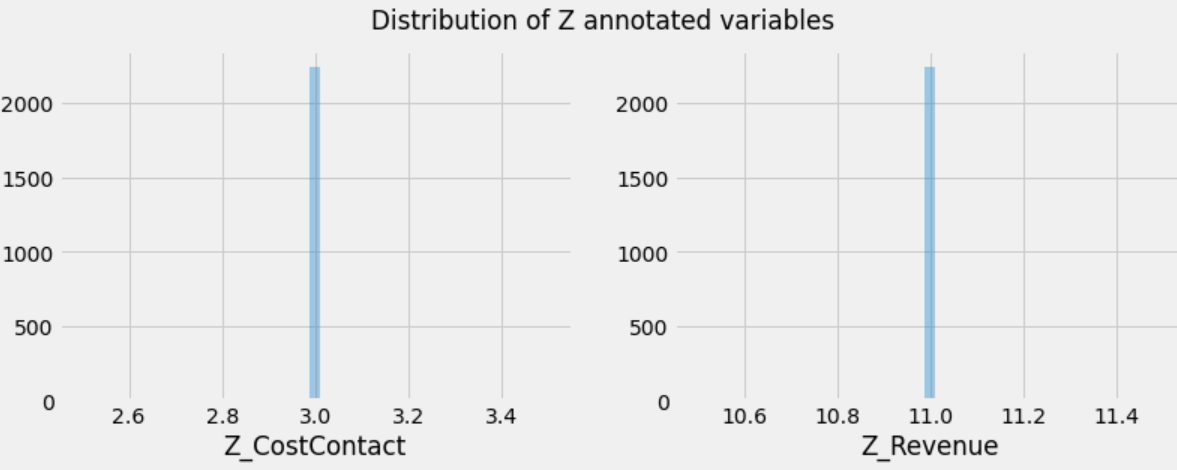 Distribution of Z annotated variables
2000
1500
1000
500
0
2.6 2.8 3.0 3.2 3.4
Z_CostContact
2000
1500
1000
500
0
10.6 10.8 11.0 11.2 11.4
Z_Revenue